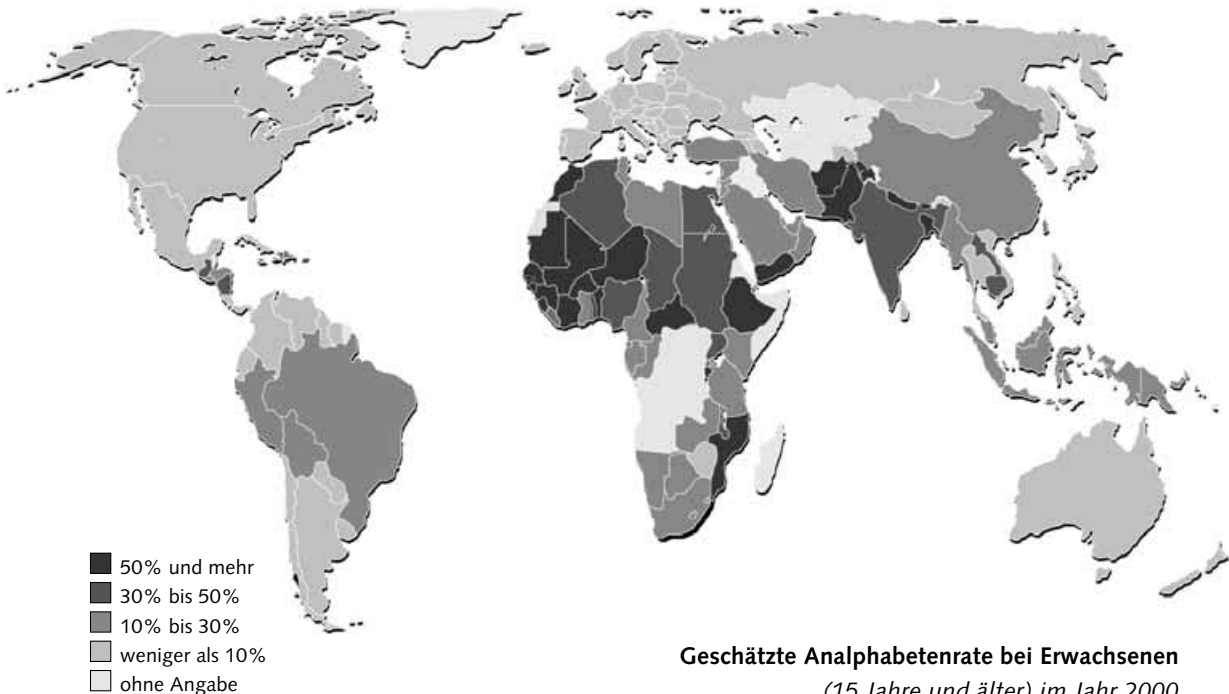 50% und mehr
30% bis 50%
10% bis 30%
weniger als 10%
ohne Angabe
Geschätzte Analphabetenrate bei Erwachsenen
(15 Jahre und älter) im Jahr 2000